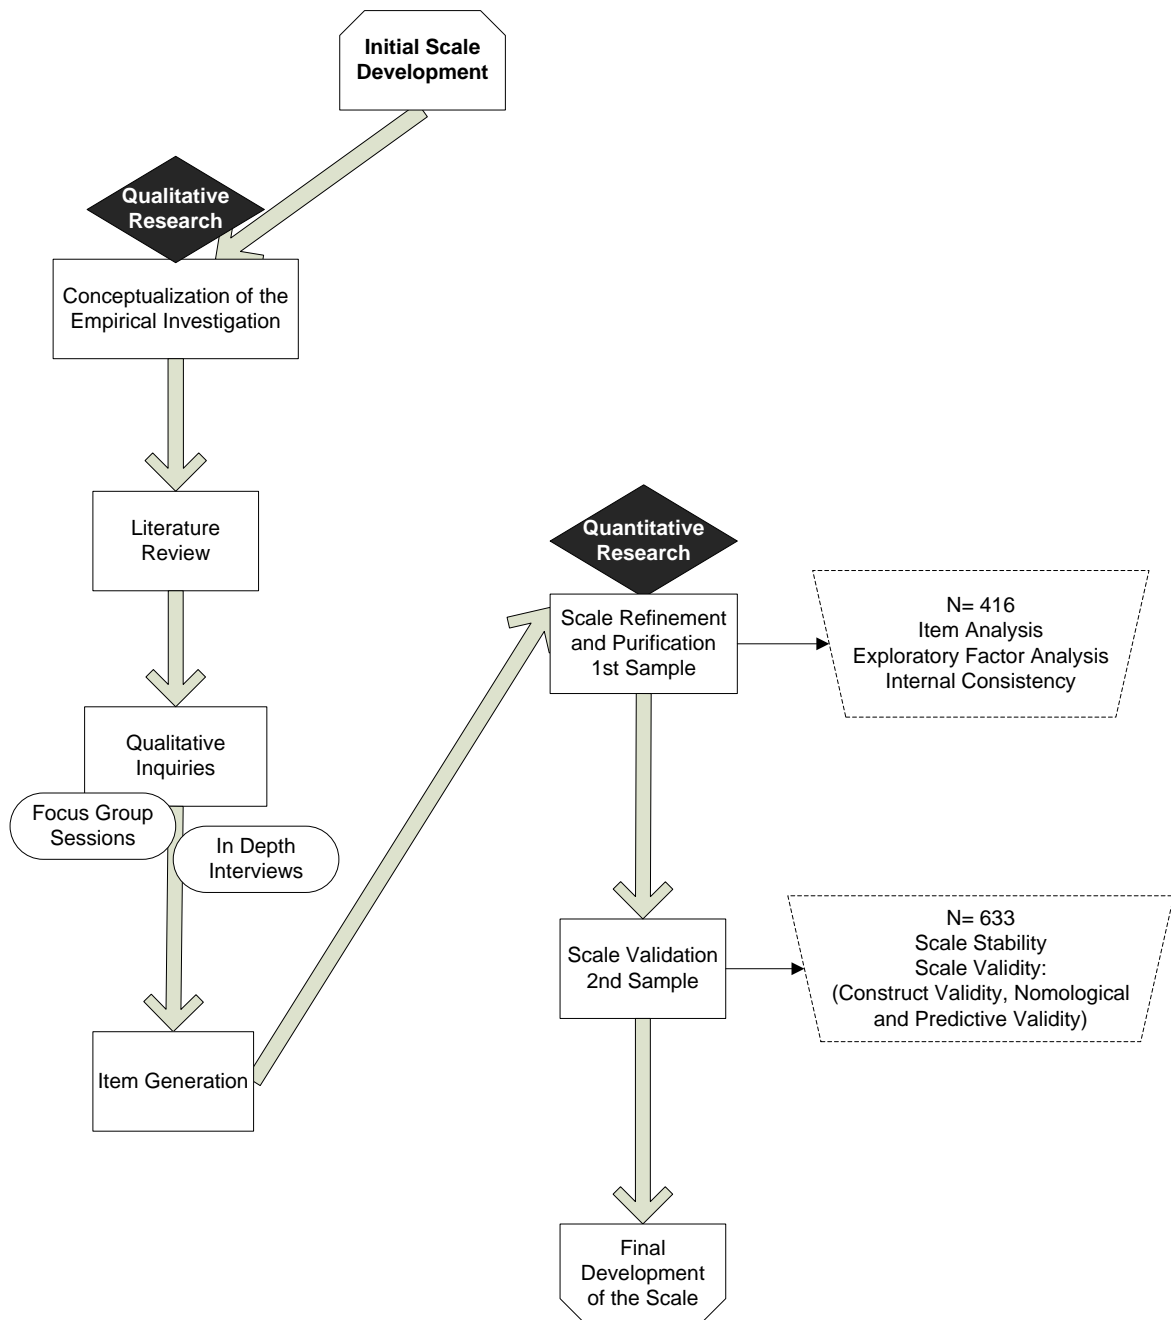 Initial Scale
Development
Qualitative
Research
Conceptualization of the
Empirical Investigation
Literature
Review
Qualitative
Inquiries
Focus Group
Sessions
In Depth
Interviews
Item Generation
Quantitative
Research
Scale Refinement
and Purification
1st Sample
N= 416
Item Analysis
Exploratory Factor Analysis
Internal Consistency
Scale Validation
2nd Sample
N= 633
Scale Stability
Scale Validity:
(Construct Validity, Nomological
and Predictive Validity)
Final
Development
of the Scale